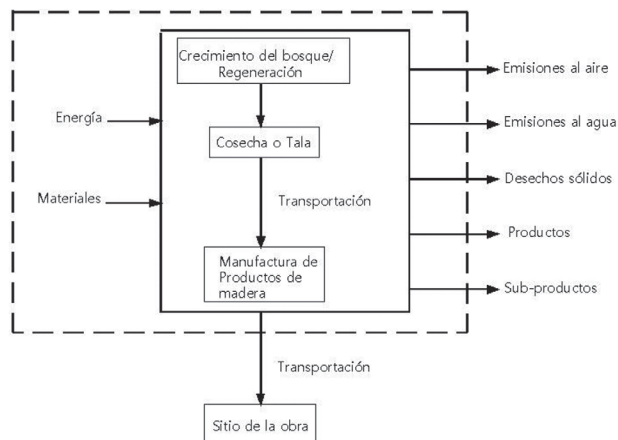 Crecimiento del bosque/
Regeneración
Emisiones al aire
Energía
Emisiones al agua
Cosecha o Tala
Desechos sólidos
Materiales
Transportación
Productos
Manufactura de
Productos de
madera
Sub-productos
Transportación
Sitio de la obra